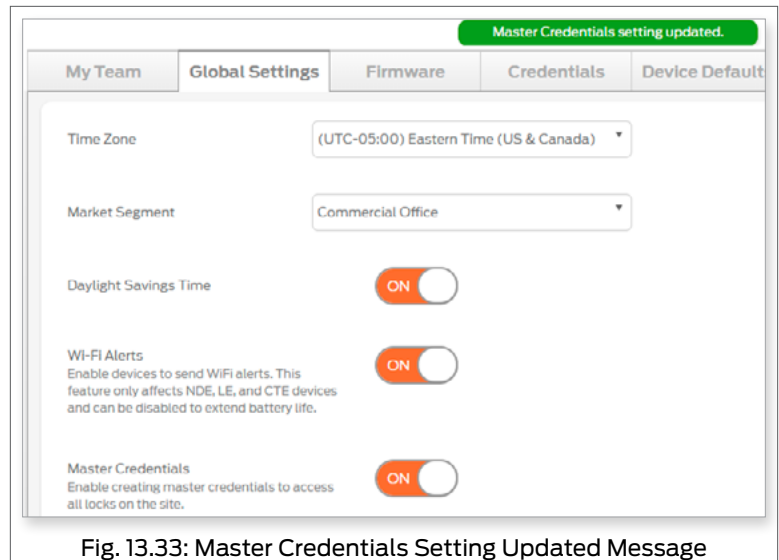 Master Credentials setting updated.
My Team
Global Settings
Firmware
Credentials
Device Default
Time Zone
(UTC-05:00) Eastern Time (US & Canada)
Market Segment
Commercial Office
Daylight Savings Time
ON
Wi-Fi Alerts
Enable devices to send WiFi alerts. This
feature only affects NDE, LE, and CTE devices
and can be disabled to extend battery life.
ON
Master Credentials
Enable creating master credentials to access
all locks on the site.
ON
Fig. 13.33: Master Credentials Setting Updated Message